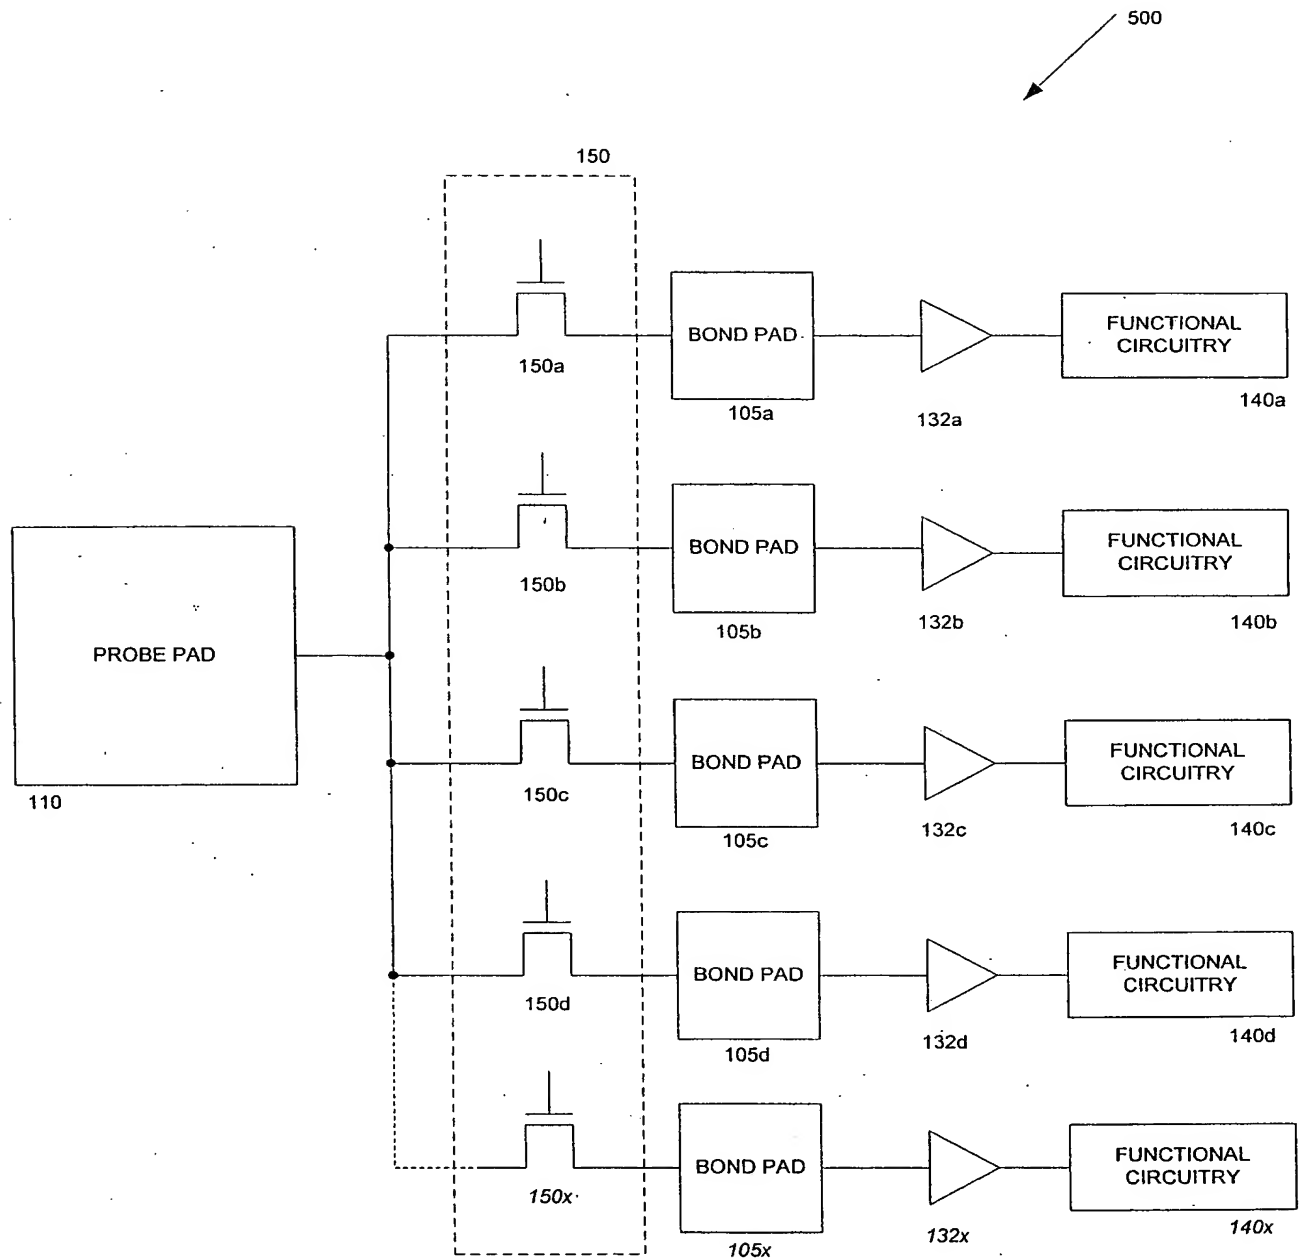 500
150
150a
BOND PAD
105a
132a
FUNCTIONAL
CIRCUITRY
140a
150b
BOND PAD
105b
132b
FUNCTIONAL
CIRCUITRY
140b
PROBE PAD
110
150c
BOND PAD
105c
132c
FUNCTIONAL
CIRCUITRY
140c
150d
BOND PAD
105d
132d
FUNCTIONAL
CIRCUITRY
140d
150x
BOND PAD
105x
132x
FUNCTIONAL
CIRCUITRY
140x